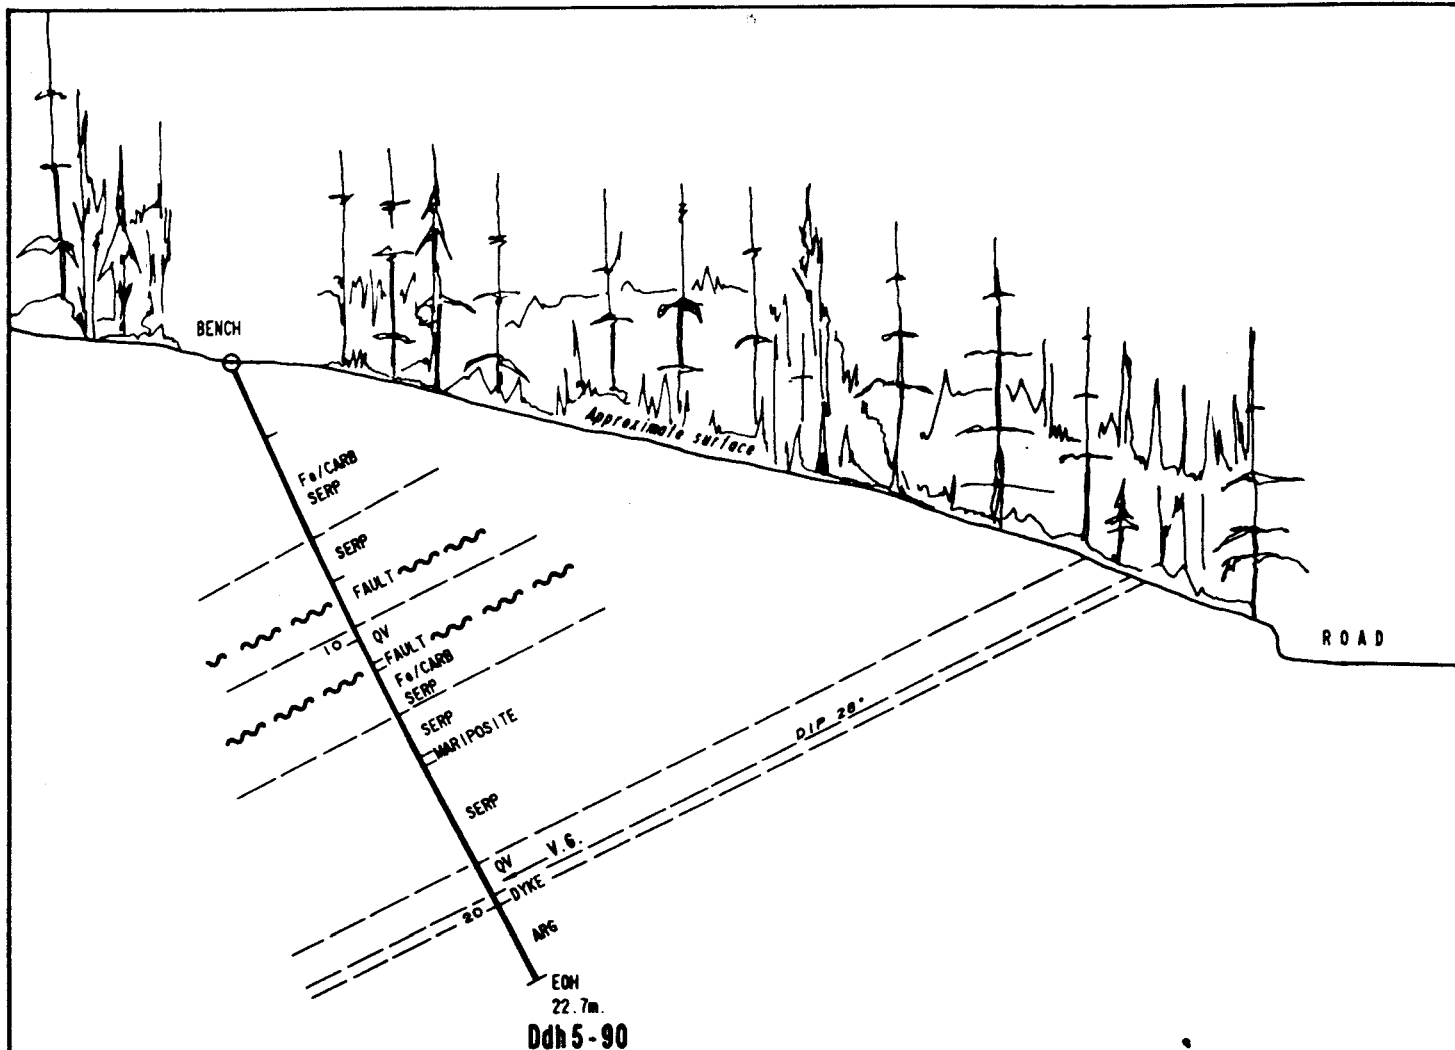 BENCH
Approximate surface
Fe/CARB
SERP
SERP
FAULT
10
QV
FAULT
Fe/CARB
SERP
SERP
MARIPOSITE
ROAD
DIP 28°
SERP
QV
V.G.
DYKE
20
ARG
EOH
22.7m.
Ddh 5-90